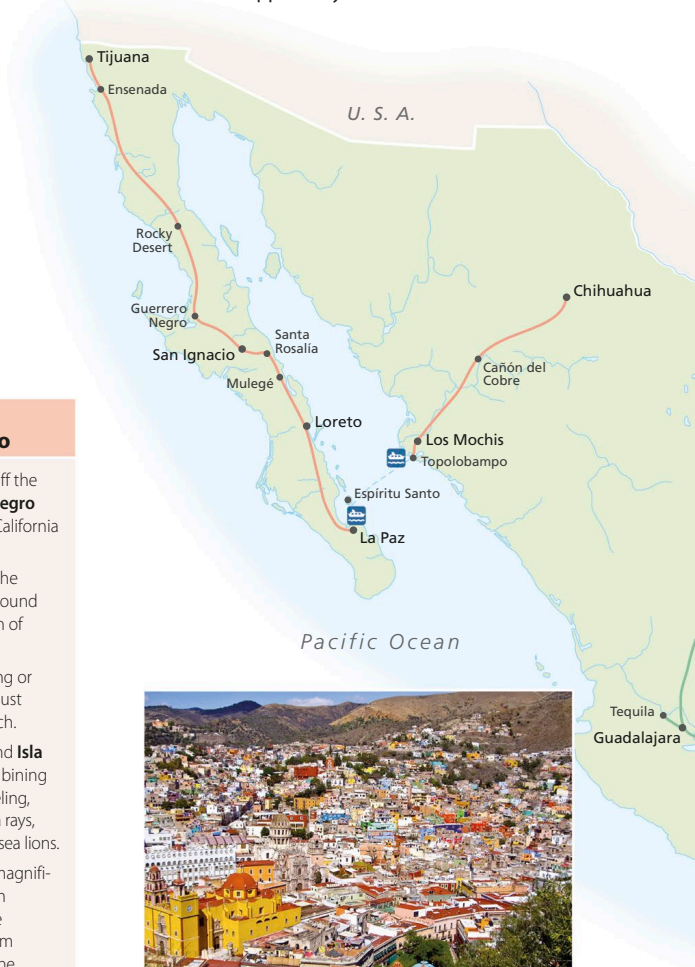 Tijuana
Ensenada
U. S. A.
Rocky
Desert
Chihuahua
Guerrero
Negro
San Ignacio
Santa
Rosalía
Mulegé
Cañón del
Cobre
Loreto
Los Mochis
Topolobampo
Espíritu Santo
La Paz
Pacific Ocean
Tequila
Guadalajara
o
ff the
egro
California
he
ound
n of
ng or
ust
ch.
nd Isla
bining
eling,
rays,
sea lions.
magnifi-